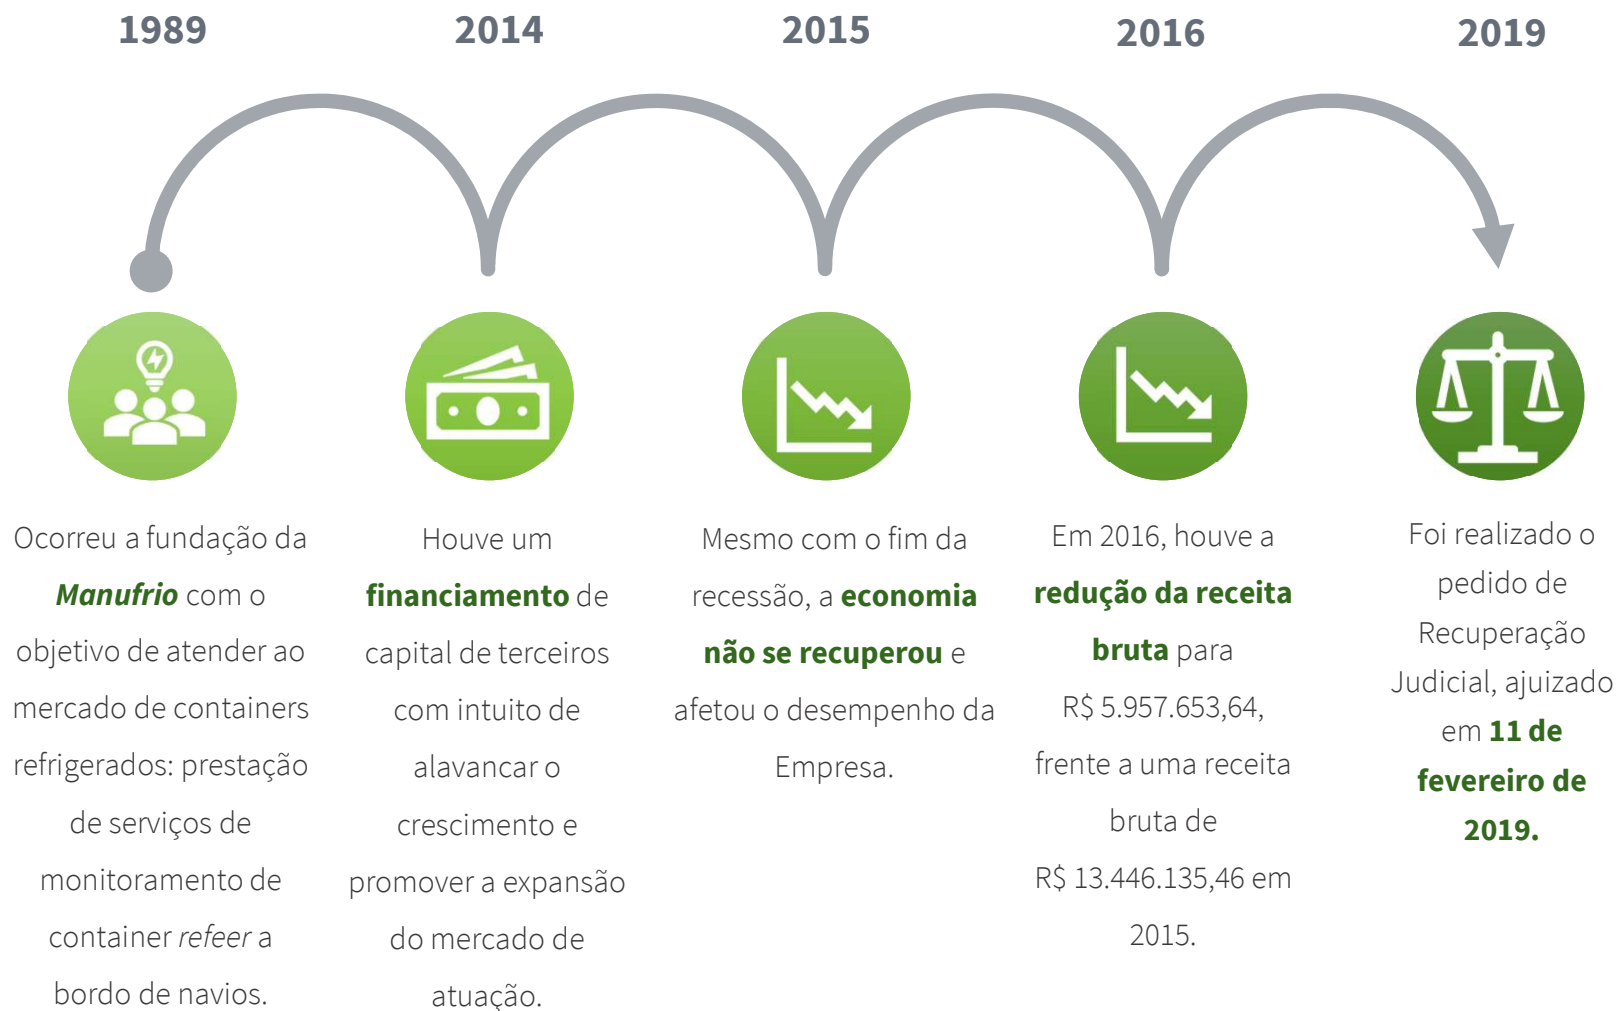 1989
Ocorreu a fundação da
Manufrio com o
objetivo de atender ao
mercado de containers
refrigerados: prestação
de serviços de
monitoramento de
container refeer a
bordo de navios.
2014
Houve um
financiamento de
capital de terceiros
com intuito de
alavancar o
crescimento e
promover a expansão
do mercado de
atuação.
2015
Mesmo com o fim da
recessão, a economia
não se recuperou e
afetou o desempenho da
Empresa.
2016
Em 2016, houve a
redução da receita
bruta para
R$ 5.957.653,64,
frente a uma receita
bruta de
R$ 13.446.135,46 em
2015.
2019
Foi realizado o
pedido de
Recuperação
Judicial, ajuizado
em 11 de
fevereiro de
2019.